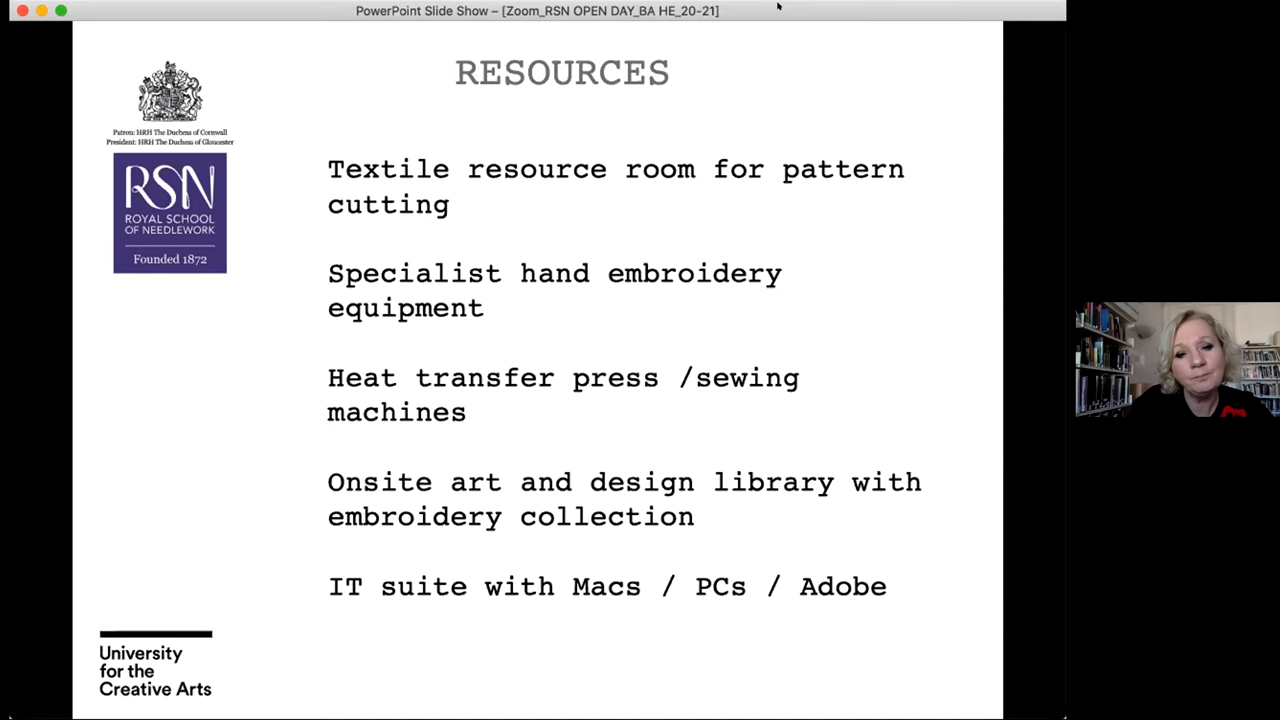 PowerPoint Slide Show – [Zoom_RSN OPEN DAY_BA HE_20-21]
RESOURCES
Patron: HRH The Duchess of Cornwall
President: HRH The Duchess of Gloucester
RSN
ROYAL SCHOOL
OF NEEDLEWORK
Founded 1872
Textile resource room for pattern
cutting
Specialist hand embroidery
equipment
Heat transfer press /sewing
machines
Onsite art and design library with
embroidery collection
IT suite with Macs / PCs / Adobe
University
for the
Creative Arts